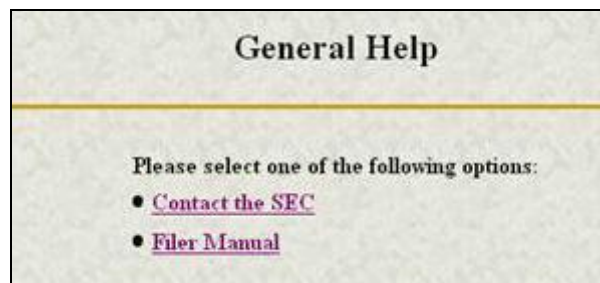 General Help
Please select one of the following options:
• Contact the SEC
• Filer Manual